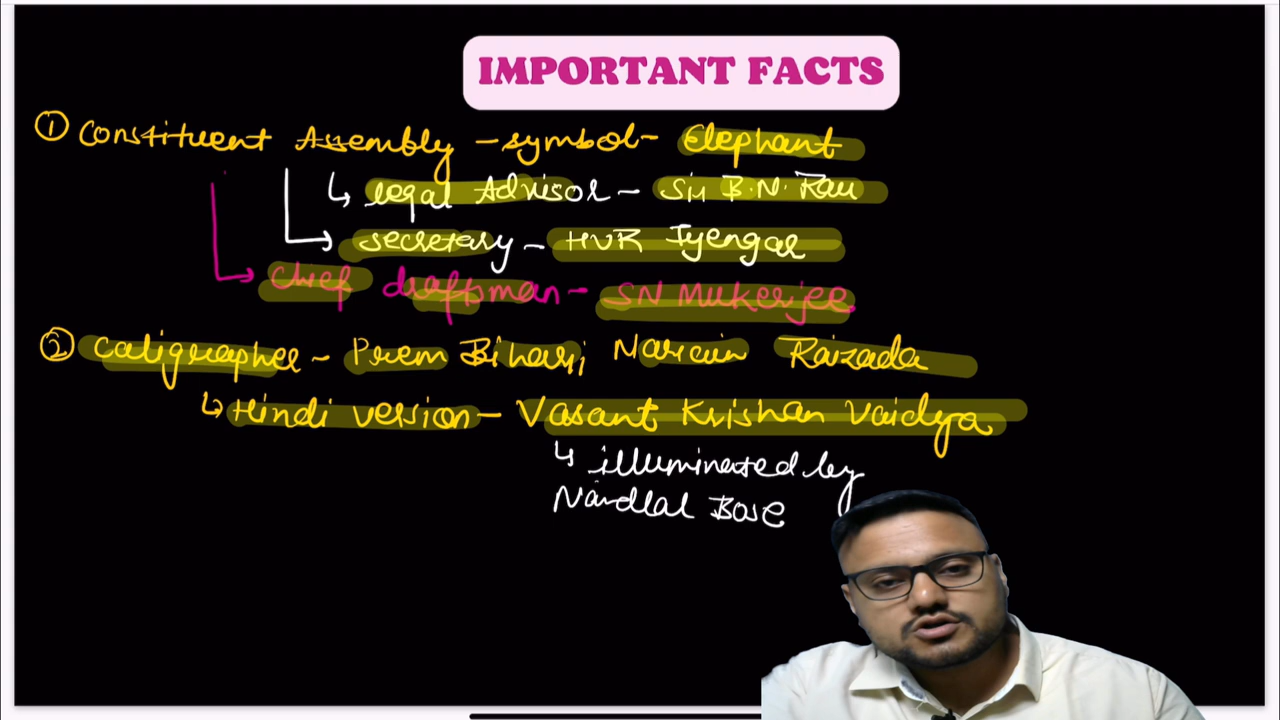 IMPORTANT FACTS
① Constituent Assembly - symbol - Elephant
↳ legal Advisor - Sir B.N. Rau
→ secretary - HVR Iyengar
→ chief draftsman - SN Mukerjee
② Caligrapher - Prem Bihari Narain Raizada
↳ Hindi version - Vasant Krishan Vaidya
↳ illuminated by
Nandlal Bose